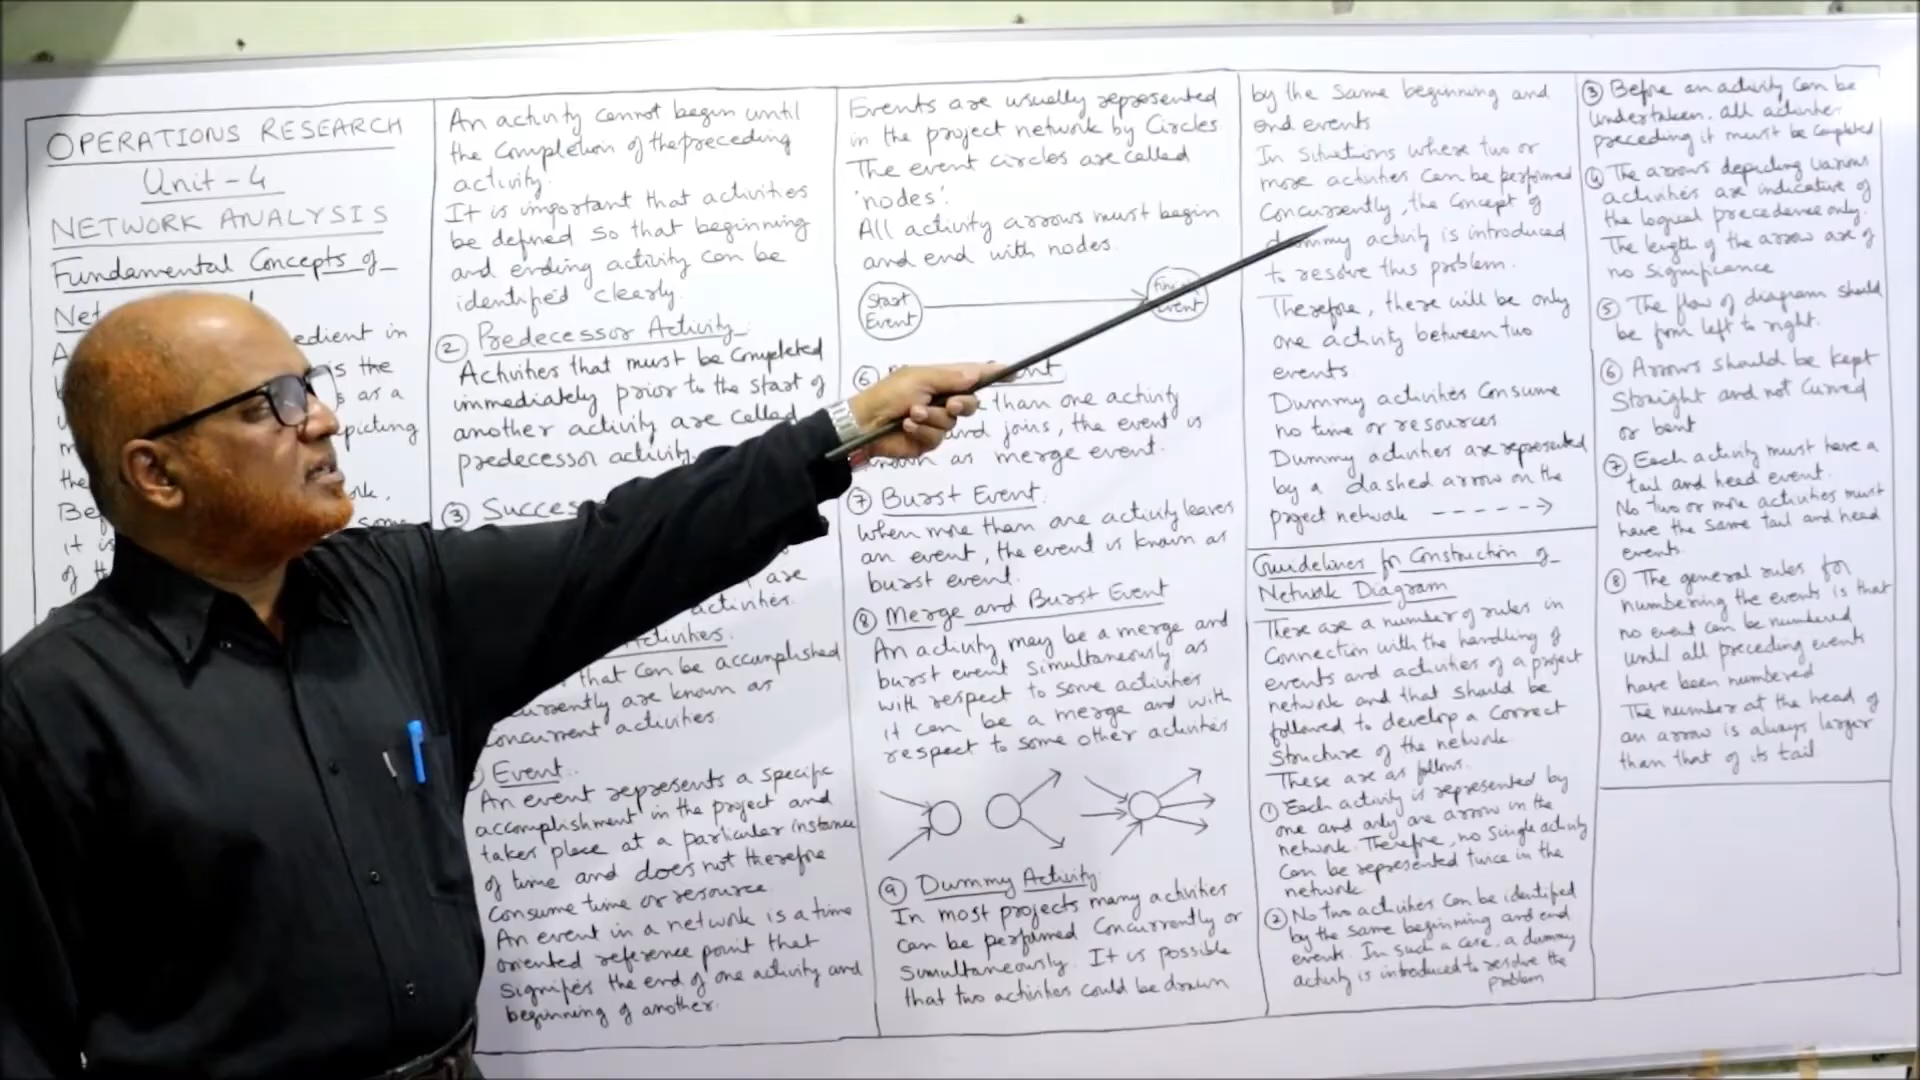 OPERATIONS RESEARCH
Unit-4
NETWORK ANALYSIS
Fundamental Concepts of
Net
edient in
is the
s as a
picting
the
ork.
Bef
some
it is
of th
An activity cannot begin until
the completion of the preceding
activity.
It is important that activities
be defined so that beginning
and ending activity can be
identified clearly.
② Predecessor Activity.
Activities that must be completed
immediately prior to the start of
another activity are called
predecessor activity.
③ Succes
are
activities.
Activities.
that can be accomplished
currently are known as
concurrent activities.
Event.
An event represents a specific
accomplishment in the project and
takes place at a particular instance
of time and does not therefore
consume time or resource.
An event in a network is a time
oriented reference point that
signifies the end of one activity and
beginning of another.
Events are usually represented
in the project network by Circles
The event circles are called
'nodes'.
All activity arrows must begin
and end with nodes.
Start
Event
Event
⑥
than one activity
and joins, the event is
known as merge event.
⑦ Burst Event.
When more than one activity leaves
an event, the event is known as
burst event.
⑧ Merge and Burst Event
An activity may be a merge and
burst event simultaneously as
with respect to some activities
it can be a merge and with
respect to some other activities
⑨ Dummy Activity
In most projects many activities
can be performed concurrently or
simultaneously. It is possible
that two activities could be drawn
by the same beginning and
end events
In situations where two or
more activities can be performed
concurrently, the concept of
dummy activity is introduced
to resolve this problem.
Therefore, there will be only
one activity between two
events
Dummy activities consume
no time or resources
Dummy activities are represented
by a dashed arrow on the
project network
Guidelines for Construction of
Network Diagram
There are a number of rules in
connection with the handling of
events and activities of a project
network and that should be
followed to develop a correct
structure of the network.
These are as follows.
① Each activity is represented by
one and only one arrow in the
network. Therefore, no single activity
can be represented twice in the
network.
② No two activities can be identified
by the same beginning and end
events. In such a case, a dummy
activity is introduced to resolve the
problem
③ Before an activity can be
undertaken, all activities
preceding it must be completed
④ The arrows depicting various
activities are indicative of
the logical precedence only.
The length of the arrow are of
no significance
⑤ The flow of diagram should
be from left to right.
⑥ Arrows should be kept
straight and not curved
or bent
⑦ Each activity must have a
tail and head event.
No two or more activities must
have the same tail and head
events.
⑧ The general rules for
numbering the events is that
no event can be numbered
until all preceding events
have been numbered
The number at the head of
an arrow is always larger
than that of its tail